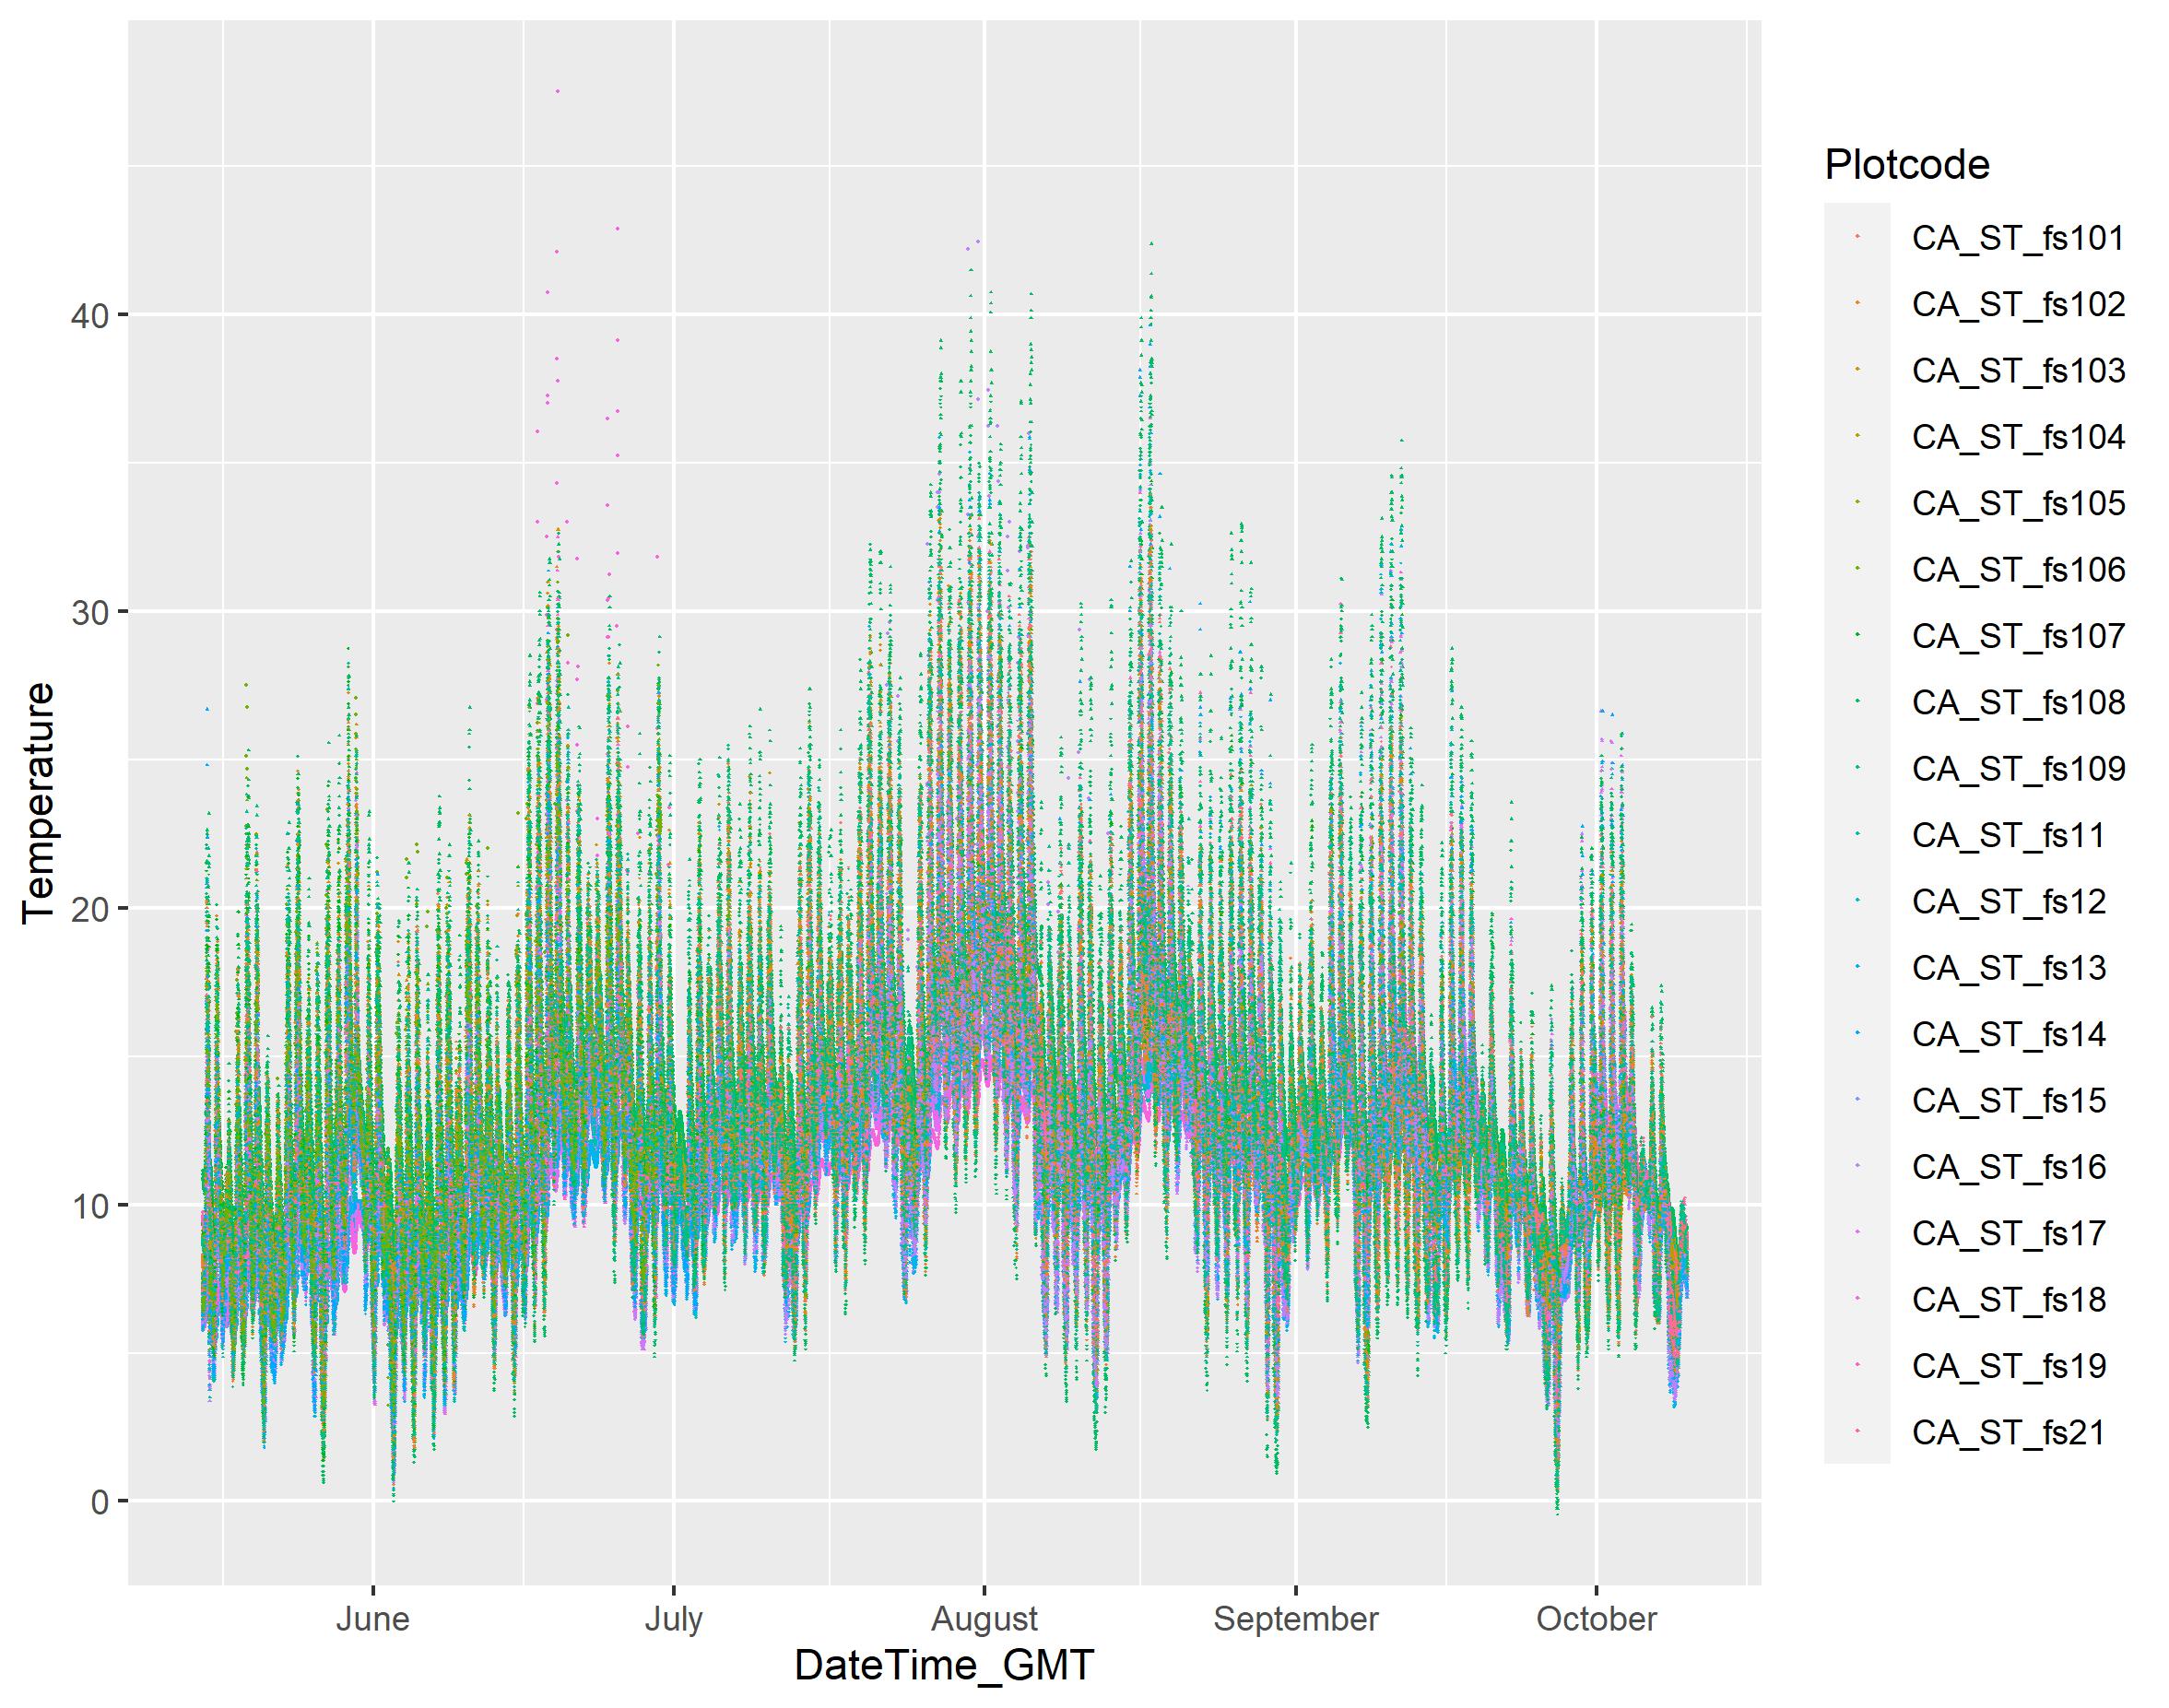 Plotcode
CA_ST_fs101
CA_ST_fs102
CA_ST_fs103
CA_ST_fs104
CA_ST_fs105
CA_ST_fs106
CA_ST_fs107
CA_ST_fs108
CA_ST_fs109
CA_ST_fs11
CA_ST_fs12
CA_ST_fs13
CA_ST_fs14
CA_ST_fs15
CA_ST_fs16
CA_ST_fs17
CA_ST_fs18
CA_ST_fs19
CA_ST_fs21
Temperature
40
30
20
10
0
June July August September October
DateTime_GMT